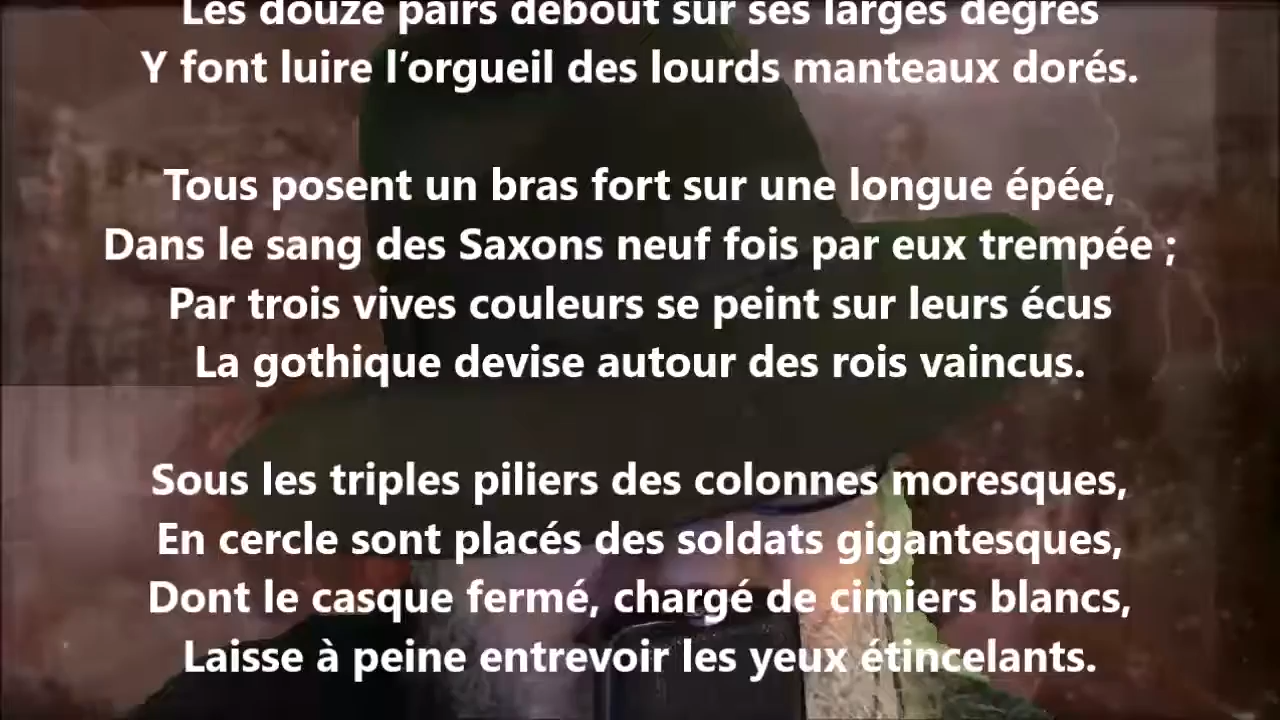 Les douze pairs debout sur ses larges degrés
Y font luire l’orgueil des lourds manteaux dorés.
Tous posent un bras fort sur une longue épée,
Dans le sang des Saxons neuf fois par eux trempée ;
Par trois vives couleurs se peint sur leurs écus
La gothique devise autour des rois vaincus.
Sous les triples piliers des colonnes moresques,
En cercle sont placés des soldats gigantesques,
Dont le casque fermé, chargé de cimiers blancs,
Laisse à peine entrevoir les yeux étincelants.